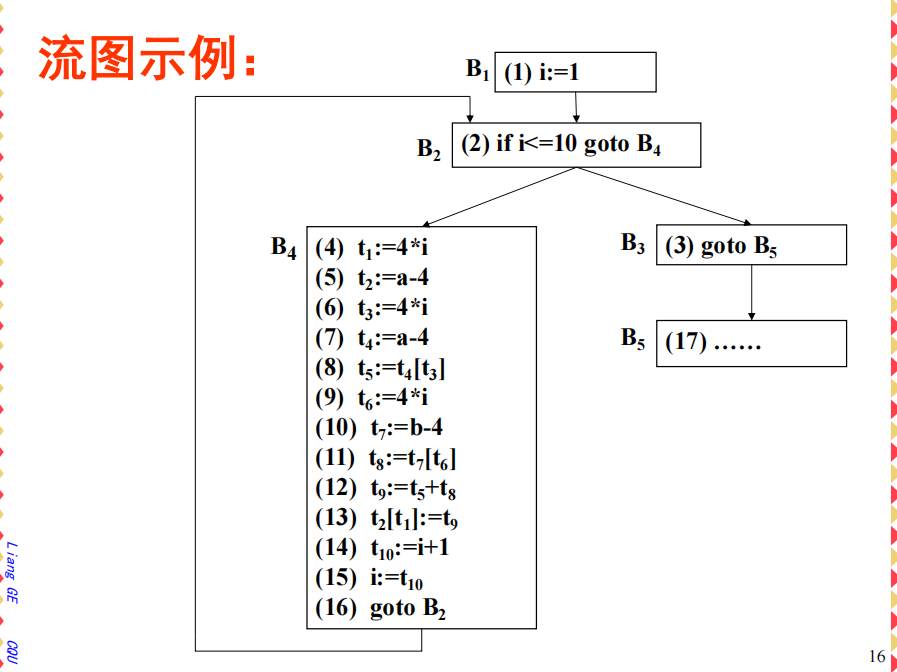 流图示例：
B₁ (1) i:=1
B₂ (2) if i<=10 goto B₄
B₄ (4) t₁:=4*i
(5) t₂:=a-4
(6) t₃:=4*i
(7) t₄:=a-4
(8) t₅:=t₄[t₃]
(9) t₆:=4*i
(10) t₇:=b-4
(11) t₈:=t₇[t₆]
(12) t₉:=t₅+t₈
(13) t₂[t₁]:=t₉
(14) t₁₀:=i+1
(15) i:=t₁₀
(16) goto B₂
B₃ (3) goto B₅
B₅ (17) ……
Liang GE CQU
16